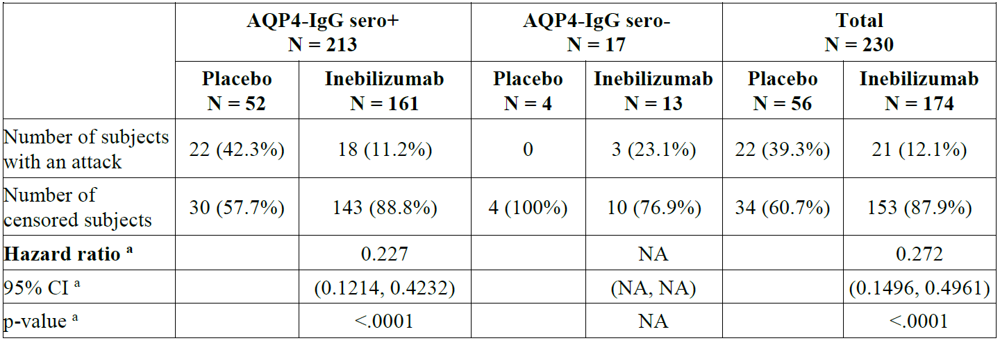 AQP4-IgG sero+ AQP4-IgG sero- Total
N = 213 N = 17 N = 230
Placebo Inebilizumab Placebo Inebilizumab Placebo Inebilizumab
N = 52 N = 161 N = 4 N = 13 N = 56 N = 174
Number of subjects
with an attack 22 (42.3%) 18 (11.2%) 0 3 (23.1%) 22 (39.3%) 21 (12.1%)
Number of
censored subjects 30 (57.7%) 143 (88.8%) 4 (100%) 10 (76.9%) 34 (60.7%) 153 (87.9%)
Hazard ratio a 0.227 NA 0.272
95% CI a (0.1214, 0.4232) (NA, NA) (0.1496, 0.4961)
p-value a <.0001 NA <.0001